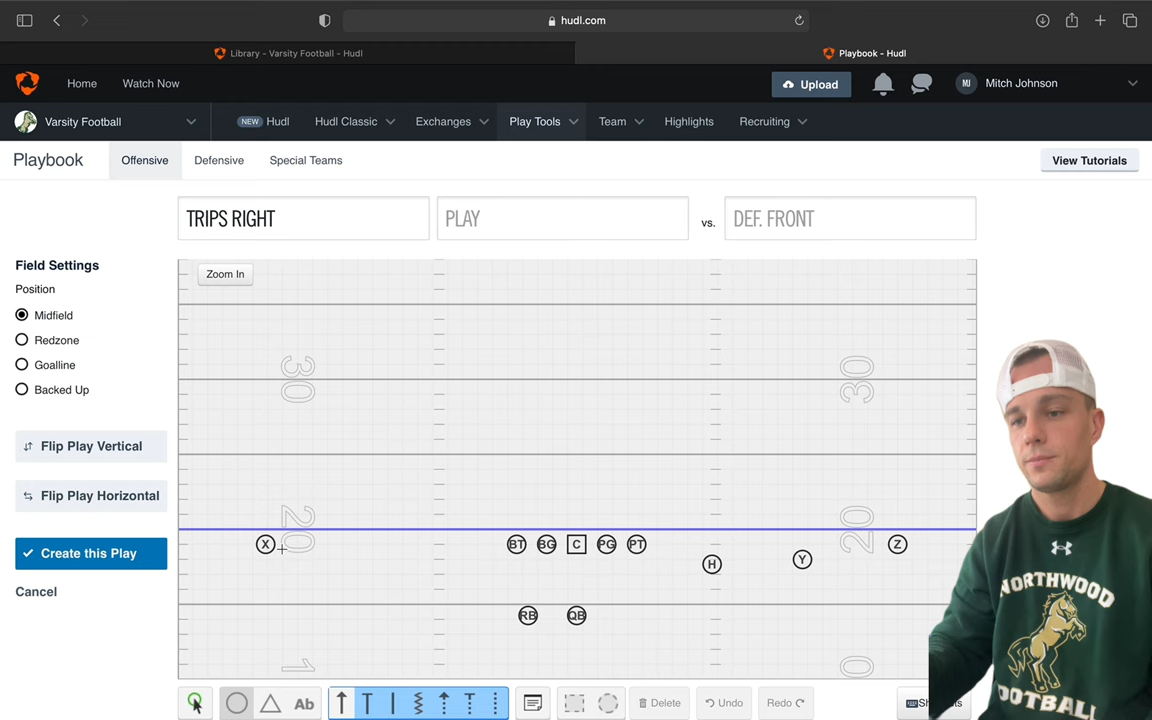 hudl.com
Library - Varsity Football - Hudl
Playbook - Hudl
Home
Watch Now
Upload
MJ
Mitch Johnson
Varsity Football
NEW
Hudl
Hudl Classic
Exchanges
Play Tools
Team
Highlights
Recruiting
Playbook
Offensive
Defensive
Special Teams
View Tutorials
TRIPS RIGHT
PLAY
vs.
DEF. FRONT
Field Settings
Position
Midfield
Redzone
Goalline
Backed Up
Flip Play Vertical
Flip Play Horizontal
Create this Play
Cancel
Zoom In
30
30
20
20
X
BT
BG
C
PG
PT
H
Y
Z
RB
QB
1
0
Ab
Delete
Undo
Redo
NORTHWOOD
FOOTBALL